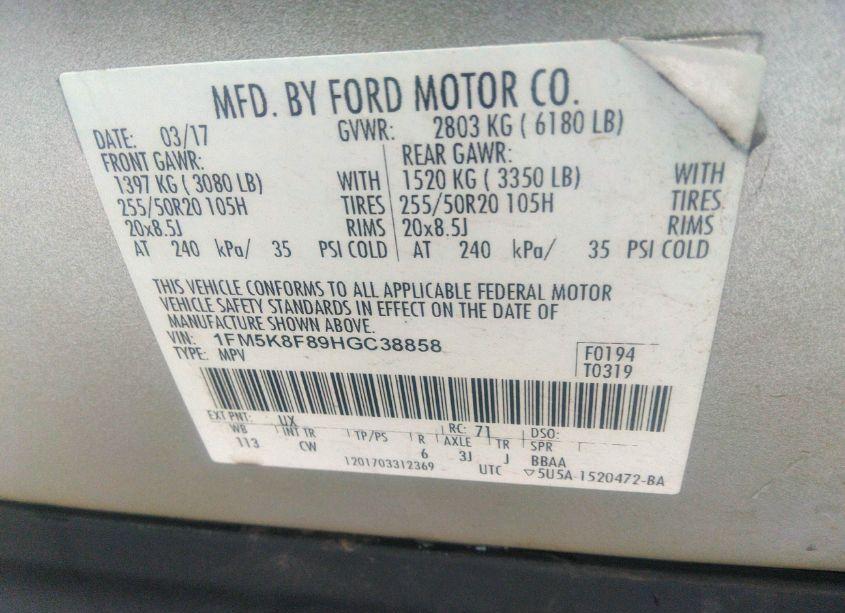 MFD. BY FORD MOTOR CO.
DATE: 03/17 GVWR: 2803 KG ( 6180 LB)
FRONT GAWR: REAR GAWR:
1397 KG ( 3080 LB) WITH 1520 KG ( 3350 LB) WITH
255/50R20 105H TIRES 255/50R20 105H TIRES
20x8.5J RIMS 20x8.5J RIMS
AT 240 kPa/ 35 PSI COLD AT 240 kPa/ 35 PSI COLD
THIS VEHICLE CONFORMS TO ALL APPLICABLE FEDERAL MOTOR
VEHICLE SAFETY STANDARDS IN EFFECT ON THE DATE OF
MANUFACTURE SHOWN ABOVE.
VIN: 1FM5K8F89HGC38858 F0194
TYPE: MPV T0319
EXT PNT: UX RC: 71 DSO:
WB INT TR TP/PS R AXLE TR SPR
113 CW 6 3J J BBAA
1201703312369 UTC ▽5U5A-1520472-BA